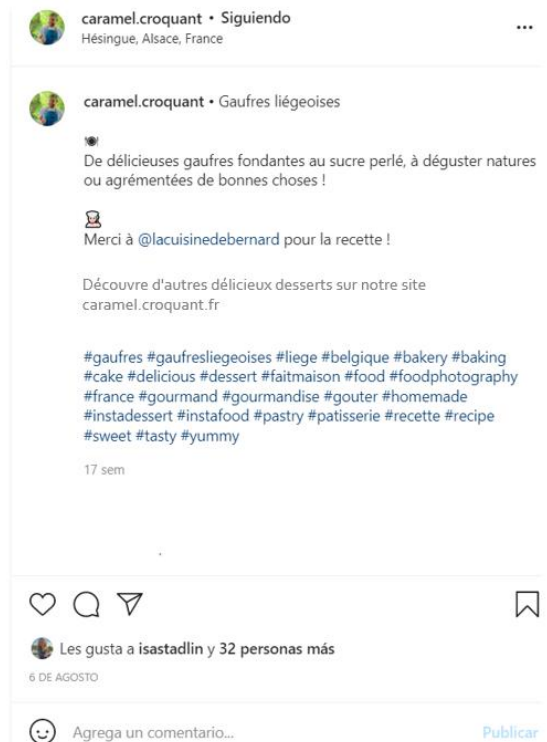 caramel.croquant • Siguiendo
Hésingue, Alsace, France
caramel.croquant • Gaufres liégeoises
De délicieuses gaufres fondantes au sucre perlé, à déguster natures
ou agrémentées de bonnes choses !
Merci à @lacuisinedebernard pour la recette !
Découvre d'autres délicieux desserts sur notre site
caramel.croquant.fr
#gaufres #gaufresliegeoises #liege #belgique #bakery #baking
#cake #delicious #dessert #faitmaison #food #foodphotography
#france #gourmand #gourmandise #gouter #homemade
#instadessert #instafood #pastry #patisserie #recette #recipe
#sweet #tasty #yummy
17 sem
Les gusta a isastadlin y 32 personas más
6 DE AGOSTO
Agrega un comentario... Publicar